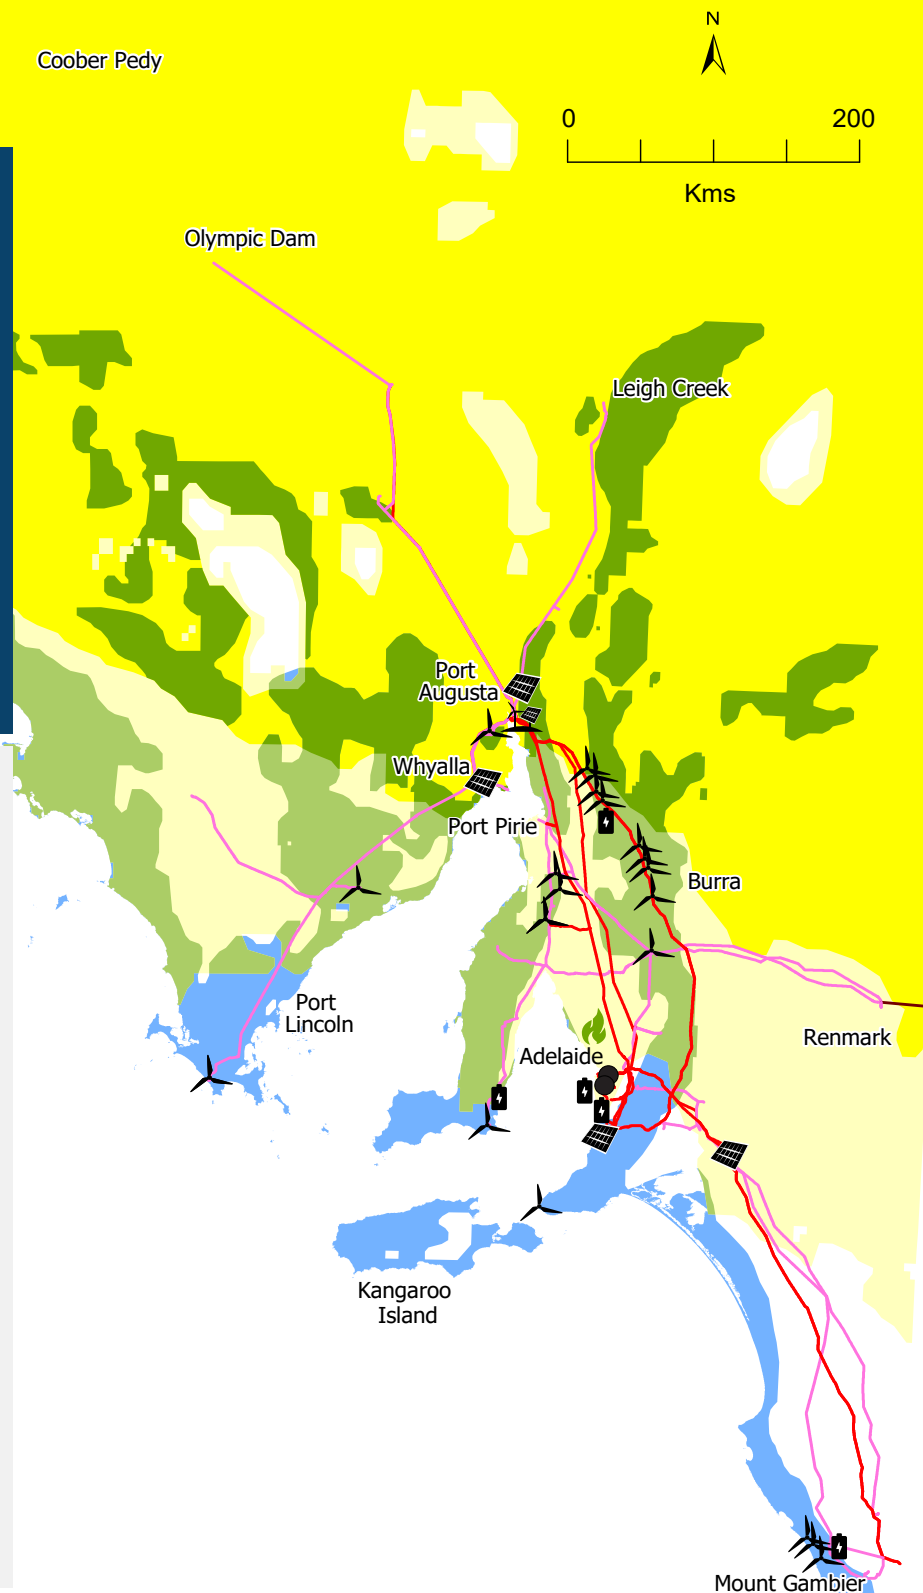 N
Coober Pedy
0 200
Kms
Olympic Dam
Leigh Creek
Port
Augusta
Whyalla
Port Pirie
Burra
Port
Lincoln
Renmark
Adelaide
Kangaroo
Island
Mount Gambier